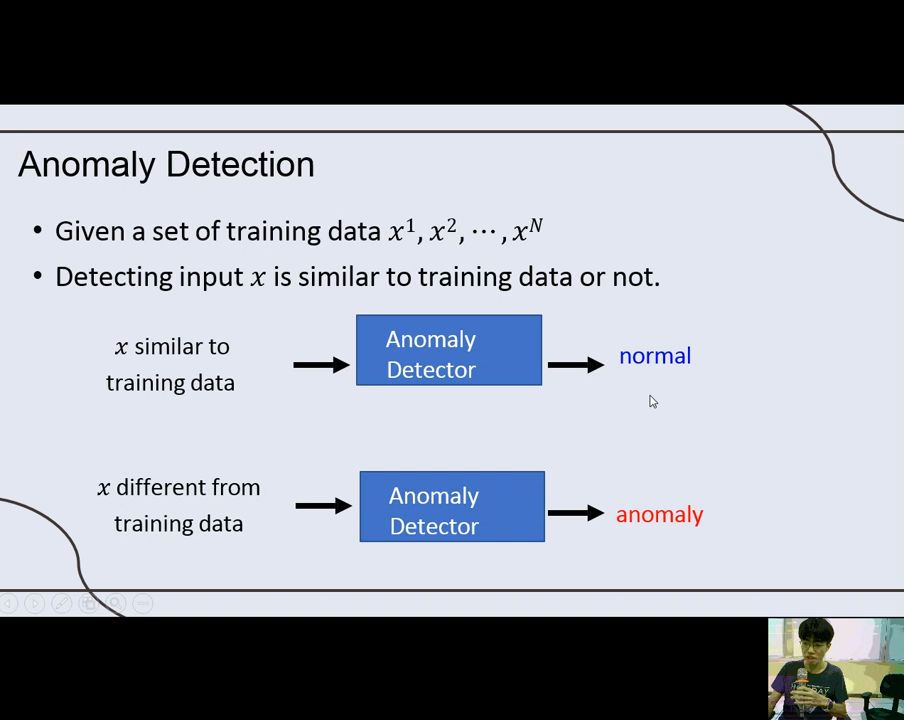 Anomaly Detection
• Given a set of training data x¹, x², ⋯, xᴺ
• Detecting input x is similar to training data or not.
x similar to
training data
Anomaly
Detector
normal
x different from
training data
Anomaly
Detector
anomaly